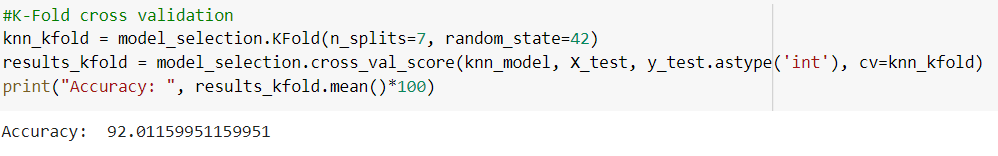 #K-Fold cross validation
knn_kfold = model_selection.KFold(n_splits=7, random_state=42)
results_kfold = model_selection.cross_val_score(knn_model, X_test, y_test.astype('int'), cv=knn_kfold)
print("Accuracy: ", results_kfold.mean()*100)
Accuracy:  92.01159951159951